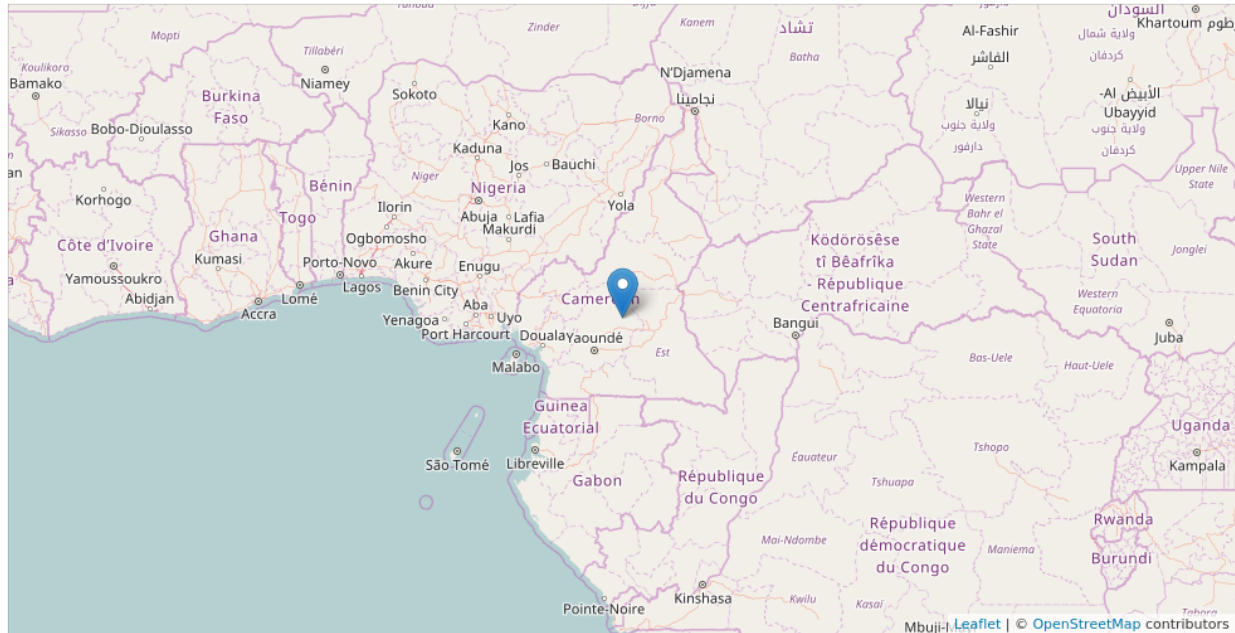 Mopti
Zinder
Kanem
تشاد
Batha
السودان
Khartoum
ولاية شمال
كردفان
Al-Fashir
الفاشر
Koulikoro
Bamako
Tillabéri
Niamey
Sokoto
N'Djamena
نجامينا
نيالا
ولاية جنوب
دارفور
Al- الأبيض
Ubayyid
ولاية جنوب
كردفان
Burkina
Faso
Sikasso
Bobo-Dioulasso
Kano
Borno
Kaduna
Jos
Bauchi
Niger
Nigeria
Upper Nile
State
Korhogo
Bénin
Togo
Ilorin
Abuja
Lafia
Makurdi
Yola
Western
Bahr el
Ghazal
State
Côte d'Ivoire
Ghana
Kumasi
Yamoussoukro
Ogbomosho
Porto-Novo
Akure
Enugu
Ködörösêse
tî Bêafrîka
- République
Centrafricaine
South
Sudan
Jonglei
Abidjan
Accra
Lomé
Lagos
Benin City
Aba
Uyo
Yenagoa
Port Harcourt
Douala
Yaoundé
Malabo
Est
Bangui
Western
Equatoria
Juba
Bas-Uele
Haut-Uele
Guinea
Ecuatorial
São Tomé
Libreville
Gabon
République
du Congo
Équateur
Tshopo
Tshuapa
Uganda
Kampala
Mai-Ndombe
République
démocratique
du Congo
Maniema
Rwanda
Burundi
Pointe-Noire
Kinshasa
Kwilu
Kasaï
Tabora
Leaflet | © OpenStreetMap contributors